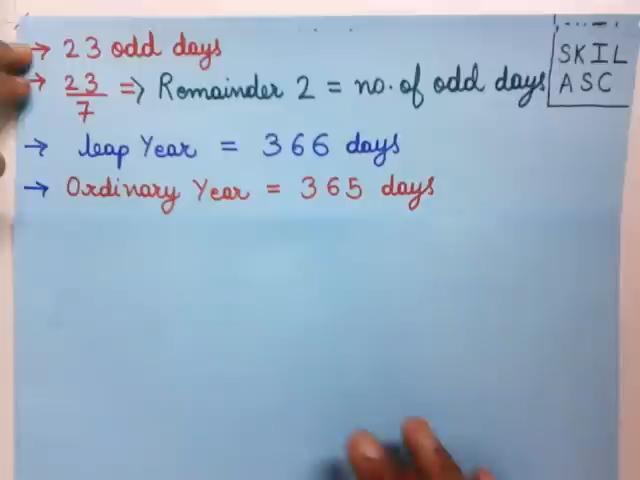 → 23 odd days
→ 23/7 => Remainder 2 = no. of odd days
→ leap Year = 366 days
→ Ordinary Year = 365 days
SKIL
ASC